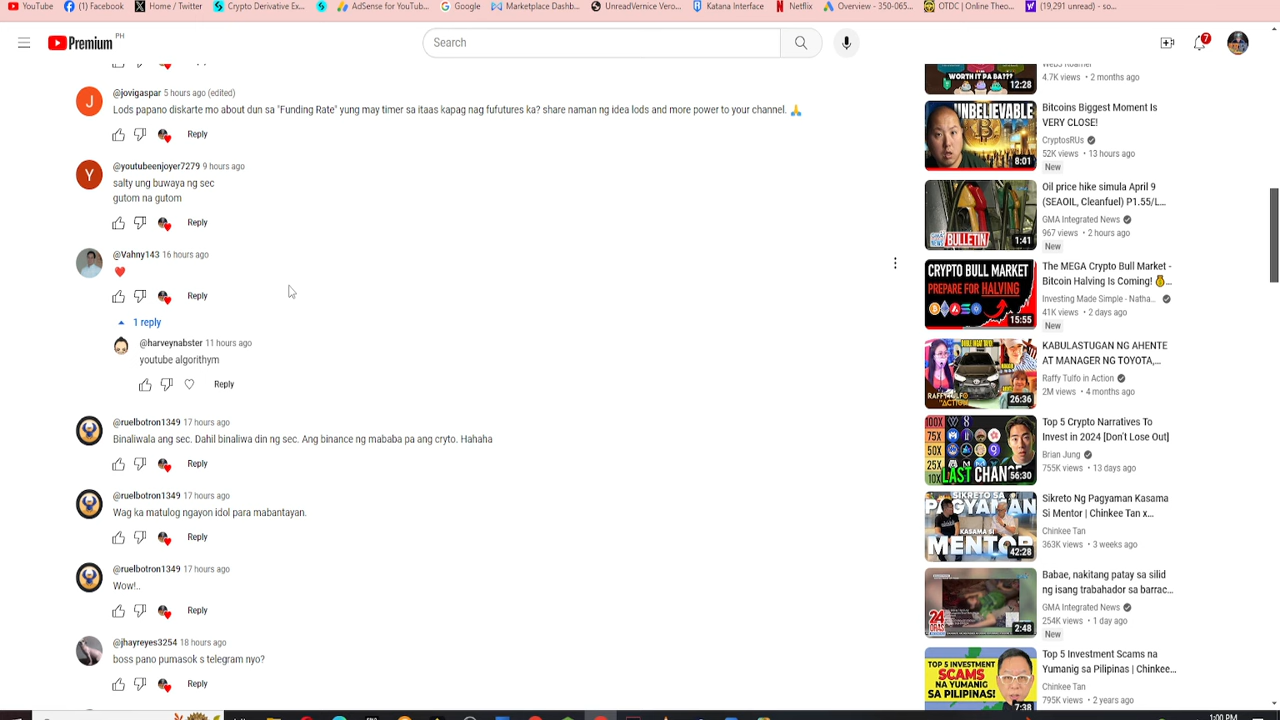 YouTube
(1) Facebook
Home / Twitter
Crypto Derivative Ex...
AdSense for YouTub...
Google
Marketplace Dashb...
UnreadVernice Vero...
Katana Interface
Netflix
Overview - 350-065...
OTDC | Online Theo...
(19,291 unread) - so...
Premium PH
Search
7
@jovigaspar 5 hours ago (edited)
Lods papano diskarte mo about dun sa "Funding Rate" yung may timer sa itaas kapag nag fufutures ka? share naman ng idea lods and more power to your channel. 🙏
Reply
@youtubeenjoyer7279 9 hours ago
salty ung buwaya ng sec
gutom na gutom
Reply
@Vahny143 16 hours ago
❤️
Reply
1 reply
@harveynabster 11 hours ago
youtube algorithym
Reply
@ruelbotron1349 17 hours ago
Binaliwala ang sec. Dahil binaliwa din ng sec. Ang binance ng mababa pa ang cryto. Hahaha
Reply
@ruelbotron1349 17 hours ago
Wag ka matulog ngayon idol para mabantayan.
Reply
@ruelbotron1349 17 hours ago
Wow!..
Reply
@jhayreyes3254 18 hours ago
boss pano pumasok s telegram nyo?
Reply
WORTH IT PA BA???
12:28
4.7K views • 2 months ago
UNBELIEVABLE
8:01
Bitcoins Biggest Moment Is
VERY CLOSE!
CryptosRUs
52K views • 13 hours ago
New
BULLETIN
1:41
Oil price hike simula April 9
(SEAOIL, Cleanfuel) P1.55/L...
GMA Integrated News
967 views • 2 hours ago
New
CRYPTO BULL MARKET
PREPARE FOR HALVING
15:55
The MEGA Crypto Bull Market -
Bitcoin Halving Is Coming! 💰...
Investing Made Simple - Natha...
41K views • 2 days ago
New
26:36
KABULASTUGAN NG AHENTE
AT MANAGER NG TOYOTA,...
Raffy Tulfo in Action
2M views • 4 months ago
100X
75X
50X
25X
10X
LAST CHANCE
56:30
Top 5 Crypto Narratives To
Invest in 2024 [Don't Lose Out]
Brian Jung
755K views • 13 days ago
SIKRETO SA
PAGYAMAN
KASAMA SI
MENTOR
42:28
Sikreto Ng Pagyaman Kasama
Si Mentor | Chinkee Tan x...
Chinkee Tan
363K views • 3 weeks ago
24
ORAS
2:48
Babae, nakitang patay sa silid
ng isang trabahador sa barrac...
GMA Integrated News
254K views • 1 day ago
New
TOP 5 INVESTMENT
SCAMS
NA YUMANIG
SA PILIPINAS!
7:38
Top 5 Investment Scams na
Yumanig sa Pilipinas | Chinkee...
Chinkee Tan
795K views • 2 years ago
1:00 PM